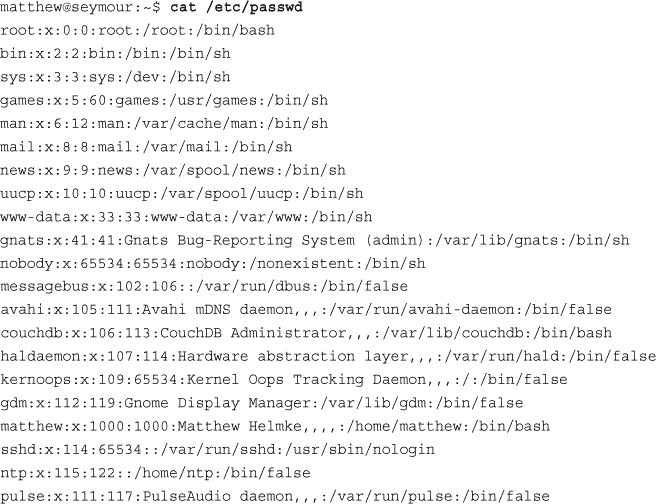 matthew@seymour:~$ cat /etc/passwd
root:x:0:0:root:/root:/bin/bash
bin:x:2:2:bin:/bin:/bin/sh
sys:x:3:3:sys:/dev:/bin/sh
games:x:5:60:games:/usr/games:/bin/sh
man:x:6:12:man:/var/cache/man:/bin/sh
mail:x:8:8:mail:/var/mail:/bin/sh
news:x:9:9:news:/var/spool/news:/bin/sh
uucp:x:10:10:uucp:/var/spool/uucp:/bin/sh
www-data:x:33:33:www-data:/var/www:/bin/sh
gnats:x:41:41:Gnats Bug-Reporting System (admin):/var/lib/gnats:/bin/sh
nobody:x:65534:65534:nobody:/nonexistent:/bin/sh
messagebus:x:102:106::/var/run/dbus:/bin/false
avahi:x:105:111:Avahi mDNS daemon,,,:/var/run/avahi-daemon:/bin/false
couchdb:x:106:113:CouchDB Administrator,,,:/var/lib/couchdb:/bin/bash
haldaemon:x:107:114:Hardware abstraction layer,,,:/var/run/hald:/bin/false
kernoops:x:109:65534:Kernel Oops Tracking Daemon,,,:/:/bin/false
gdm:x:112:119:Gnome Display Manager:/var/lib/gdm:/bin/false
matthew:x:1000:1000:Matthew Helmke,,,,:/home/matthew:/bin/bash
sshd:x:114:65534::/var/run/sshd:/usr/sbin/nologin
ntp:x:115:122::/home/ntp:/bin/false
pulse:x:111:117:PulseAudio daemon,,,:/var/run/pulse:/bin/false